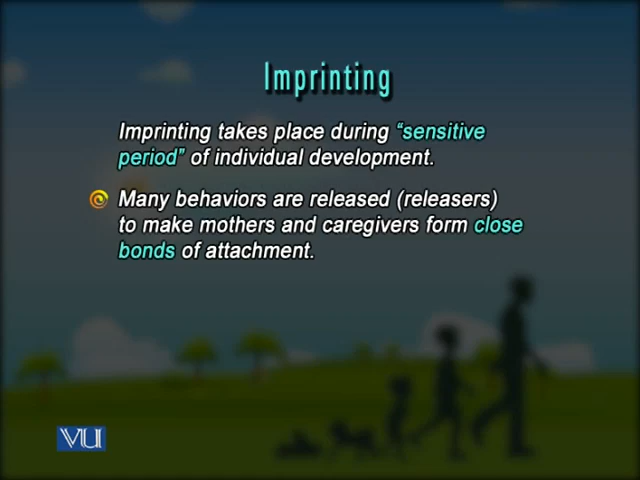 Imprinting
Imprinting takes place during “sensitive
period” of individual development.
Many behaviors are released (releasers)
to make mothers and caregivers form close
bonds of attachment.
VU